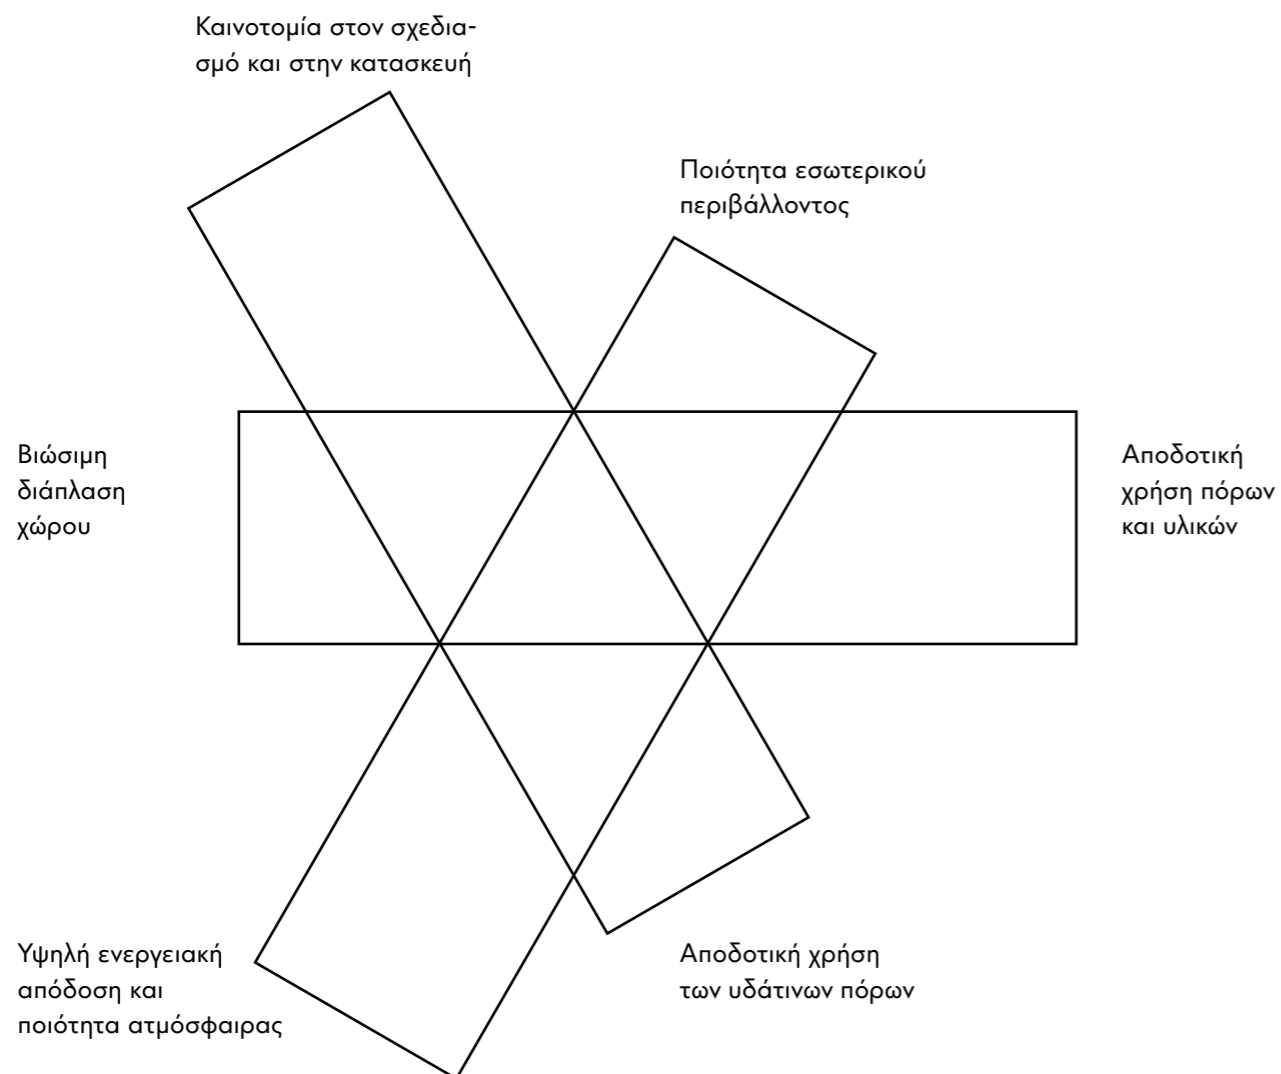 Καινοτομία στον σχεδια-
σμό και στην κατασκευή
Ποιότητα εσωτερικού
περιβάλλοντος
Βιώσιμη
διάπλαση
χώρου
Αποδοτική
χρήση πόρων
και υλικών
Υψηλή ενεργειακή
απόδοση και
ποιότητα ατμόσφαιρας
Αποδοτική χρήση
των υδάτινων πόρων